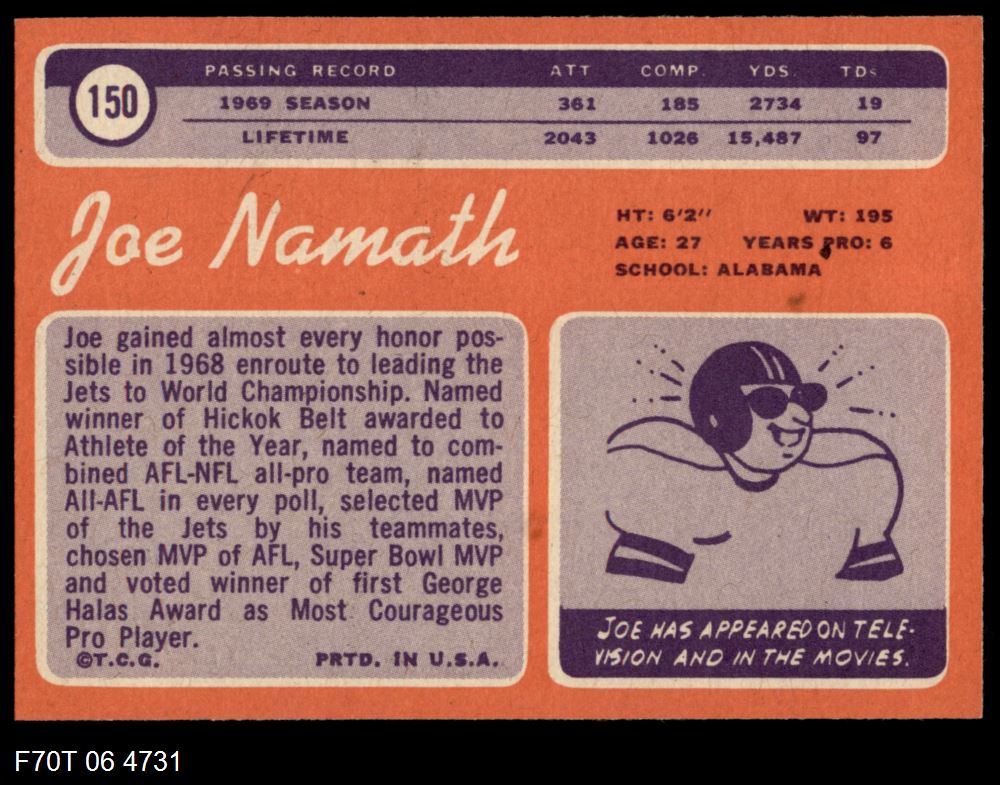 150
PASSING RECORD ATT COMP. YDS. TDs
1969 SEASON 361 185 2734 19
LIFETIME 2043 1026 15,487 97
Joe Namath
HT: 6'2" WT: 195
AGE: 27 YEARS PRO: 6
SCHOOL: ALABAMA
Joe gained almost every honor pos-
sible in 1968 enroute to leading the
Jets to World Championship. Named
winner of Hickok Belt awarded to
Athlete of the Year, named to com-
bined AFL-NFL all-pro team, named
All-AFL in every poll, selected MVP
of the Jets by his teammates,
chosen MVP of AFL, Super Bowl MVP
and voted winner of first George
Halas Award as Most Courageous
Pro Player.
©T.C.G. PRTD. IN U.S.A.
JOE HAS APPEARED ON TELE-
VISION AND IN THE MOVIES.
F70T 06 4731